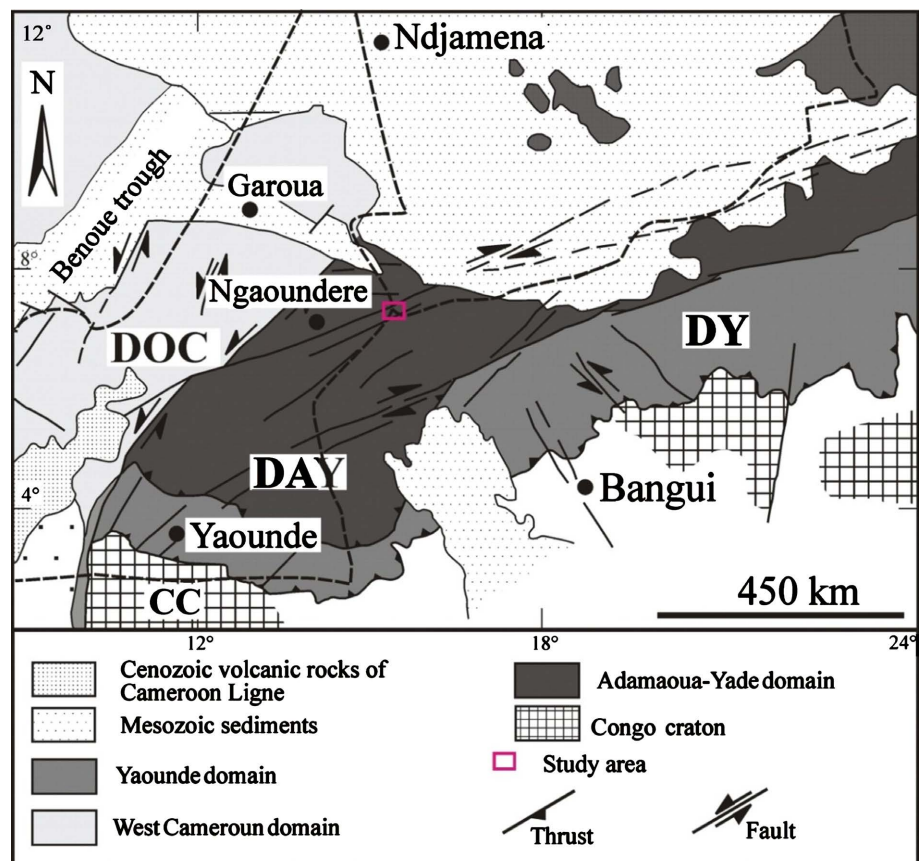 12°
Ndjamena
N
Benoue trough
Garoua
8°
Ngaoundere
DOC
DY
DAY
4°
Bangui
Yaounde
CC
450 km
12°
18°
24°
Cenozoic volcanic rocks of
Cameroon Ligne
Mesozoic sediments
Yaounde domain
West Cameroun domain
Adamaoua-Yade domain
Congo craton
Study area
Thrust
Fault